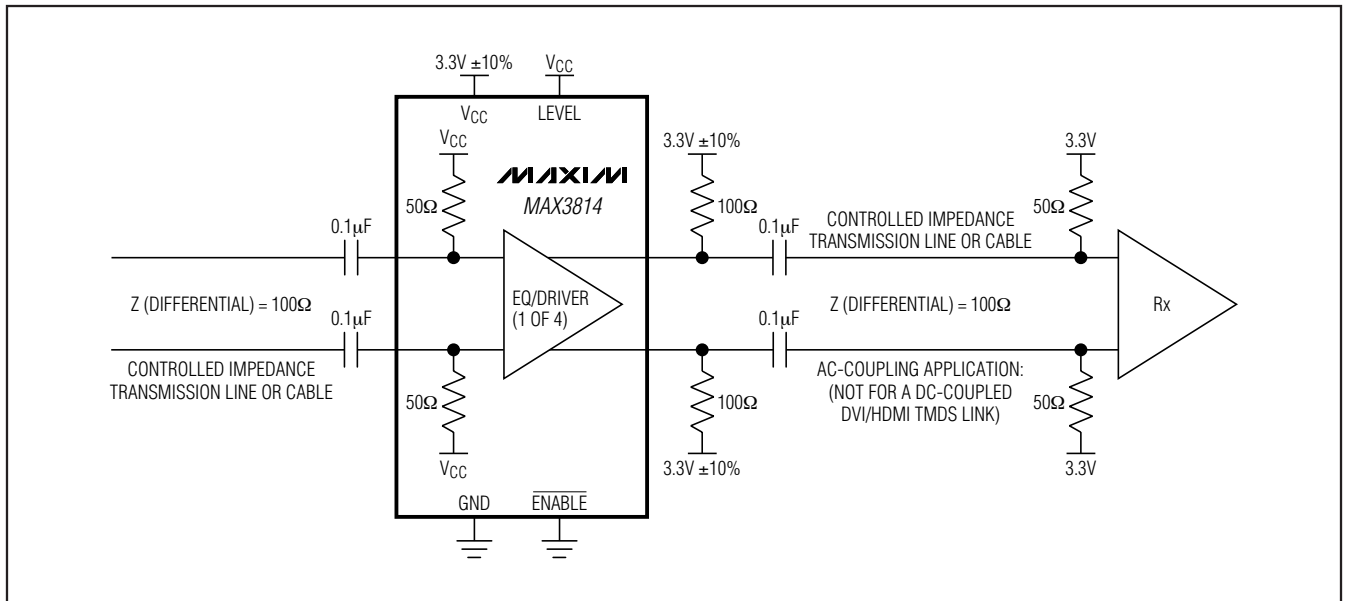 3.3V ±10%
VCC
VCC
LEVEL
VCC
MAXIM
MAX3814
50Ω
0.1μF
3.3V ±10%
100Ω
0.1μF
CONTROLLED IMPEDANCE
TRANSMISSION LINE OR CABLE
3.3V
50Ω
Z (DIFFERENTIAL) = 100Ω
0.1μF
EQ/DRIVER
(1 OF 4)
0.1μF
Z (DIFFERENTIAL) = 100Ω
Rx
CONTROLLED IMPEDANCE
TRANSMISSION LINE OR CABLE
50Ω
VCC
100Ω
3.3V ±10%
AC-COUPLING APPLICATION:
(NOT FOR A DC-COUPLED
DVI/HDMI TMDS LINK)
50Ω
3.3V
GND
ENABLE